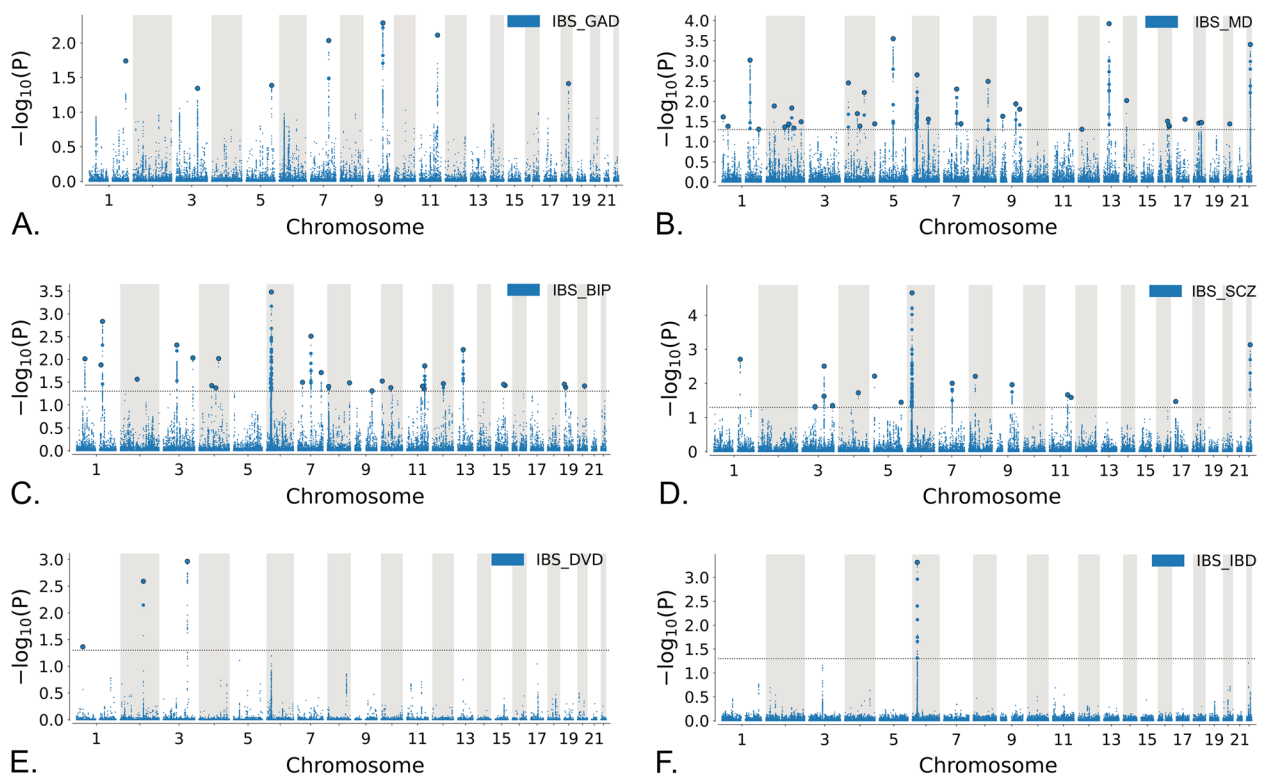 IBS_GAD
−log10(P)
2.0
1.5
1.0
0.5
0.0
1 3 5 7 9 11 13 15 17 19 21
Chromosome
A.
IBS_MD
−log10(P)
4.0
3.5
3.0
2.5
2.0
1.5
1.0
0.5
0.0
1 3 5 7 9 11 13 15 17 19 21
Chromosome
B.
IBS_BIP
−log10(P)
3.5
3.0
2.5
2.0
1.5
1.0
0.5
0.0
1 3 5 7 9 11 13 15 17 19 21
Chromosome
C.
IBS_SCZ
−log10(P)
4
3
2
1
0
1 3 5 7 9 11 13 15 17 19 21
Chromosome
D.
IBS_DVD
−log10(P)
3.0
2.5
2.0
1.5
1.0
0.5
0.0
1 3 5 7 9 11 13 15 17 19 21
Chromosome
E.
IBS_IBD
−log10(P)
3.0
2.5
2.0
1.5
1.0
0.5
0.0
1 3 5 7 9 11 13 15 17 19 21
Chromosome
F.